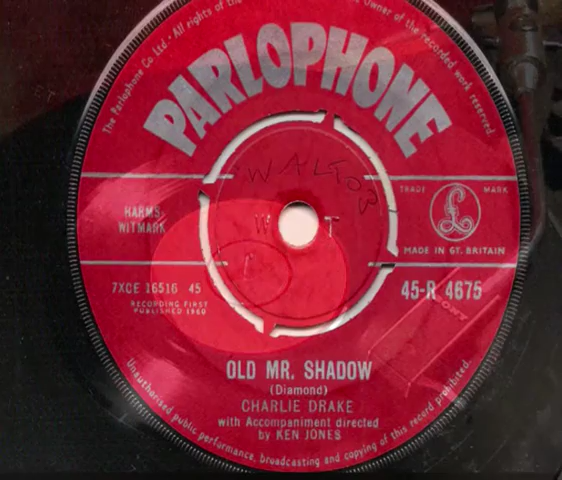 The Parlophone Co Ltd · All rights of the
Owner of the recorded work reserved.
PARLOPHONE
WALTOB
W T
HARMS
WITMARK
TRADE MARK
£
MADE IN GT. BRITAIN
7XCE 16516 45
RECORDING FIRST
PUBLISHED 1960
45-R 4675
OLD MR. SHADOW
(Diamond)
CHARLIE DRAKE
with Accompaniment directed
by KEN JONES
Unauthorised public performance, broadcasting and copying of this record prohibited.